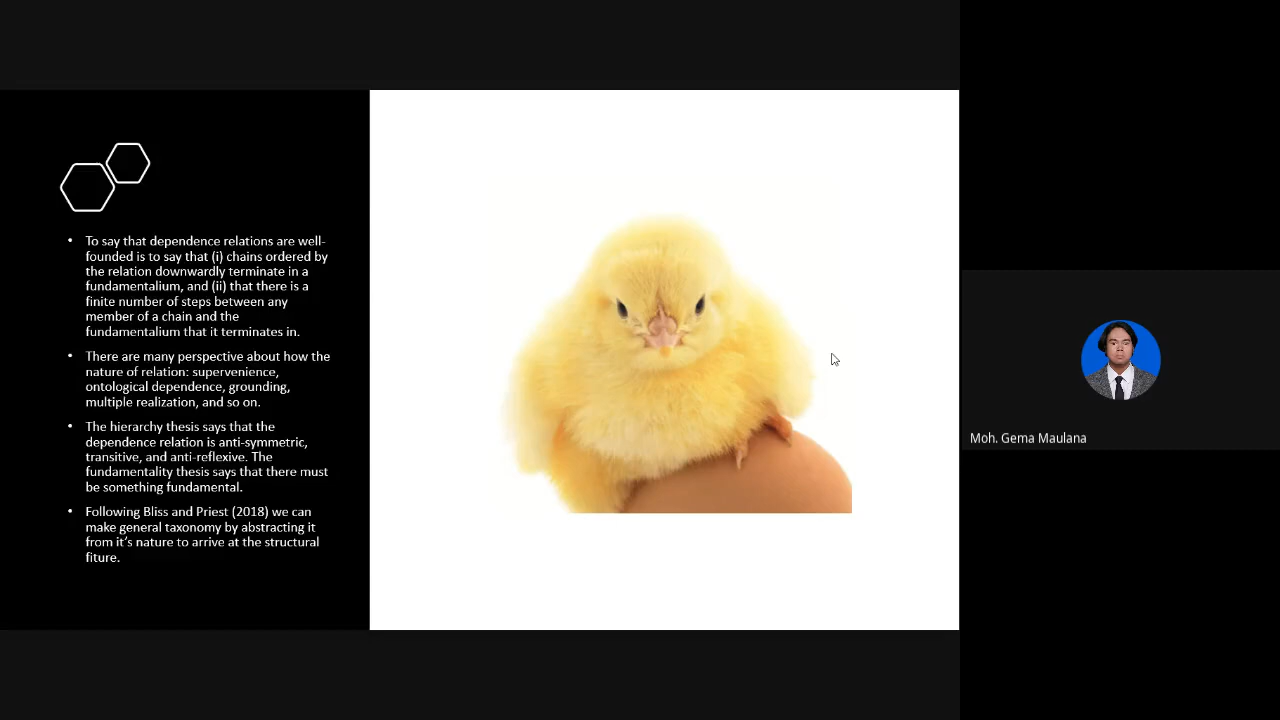 To say that dependence relations are well-
founded is to say that (i) chains ordered by
the relation downwardly terminate in a
fundamentalium, and (ii) that there is a
finite number of steps between any
member of a chain and the
fundamentalium that it terminates in.
There are many perspective about how the
nature of relation: supervenience,
ontological dependence, grounding,
multiple realization, and so on.
The hierarchy thesis says that the
dependence relation is anti-symmetric,
transitive, and anti-reflexive. The
fundamentality thesis says that there must
be something fundamental.
Following Bliss and Priest (2018) we can
make general taxonomy by abstracting it
from it's nature to arrive at the structural
fiture.
Moh. Gema Maulana